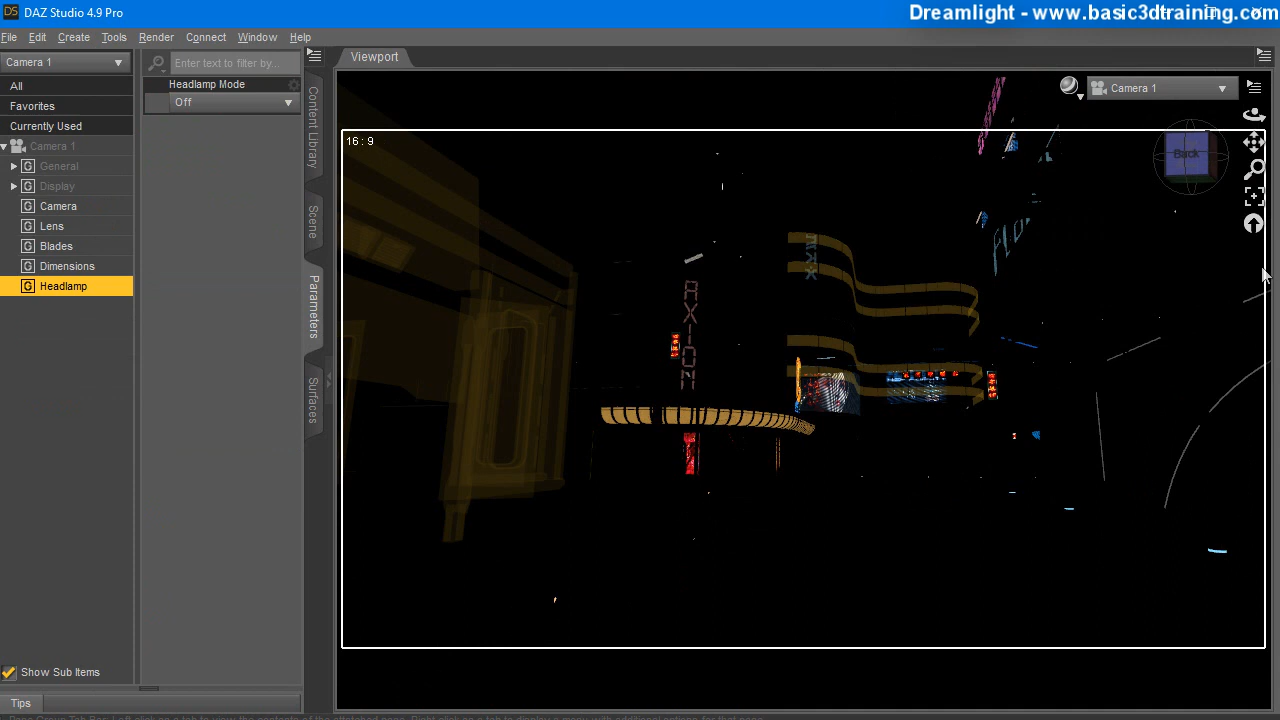 DAZ Studio 4.9 Pro
Dreamlight - www.basic3dtraining.com
File Edit Create Tools Render Connect Window Help
Camera 1
Enter text to filter by...
Viewport
All
Headlamp Mode
Camera 1
Favorites
Off
Currently Used
Camera 1
16 : 9
Back
General
Display
Camera
Lens
Blades
Dimensions
Headlamp
Content Library
Scene
Parameters
Surfaces
AXION
Show Sub Items
Tips